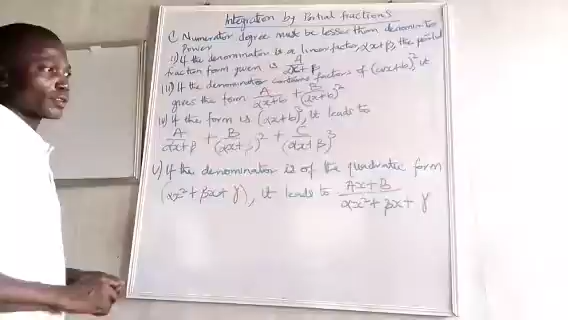 Integration by Partial fractions
Numerator degree must be lesser than denominator
Power
ii) If the denominator is a linear factor, αx+β, the partial
fraction form given is A/αx+β
iii) If the denominator contains factors of (αx+b)², it
gives the form A/αx+b + B/(αx+b)²
iv) If the form is (αx+b)³, it leads to
A/αx+β + B/(αx+β)² + C/(αx+β)³
v) If the denominator is of the quadratic form
(αx²+βx+γ), it leads to Ax+B/αx²+βx+γ